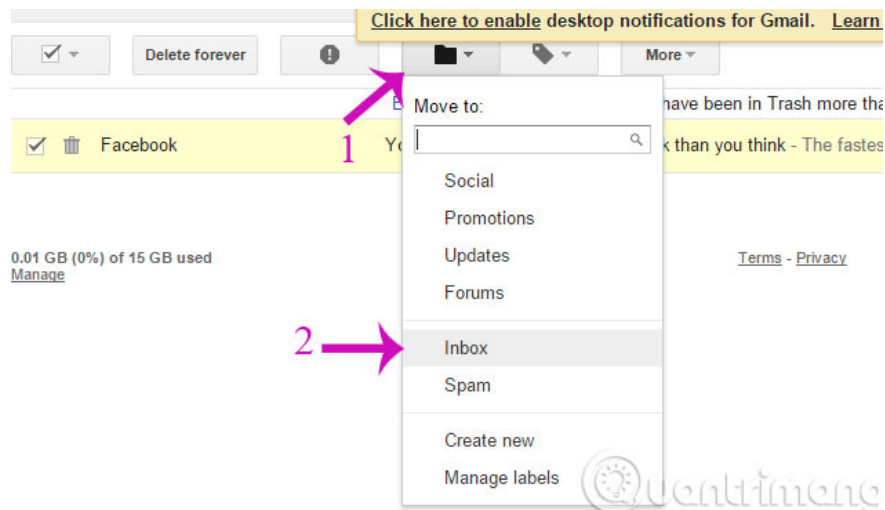 Click here to enable desktop notifications for Gmail. Learn
Delete forever
More
have been in Trash more tha
Move to:
1
Facebook
Yo
k than you think - The fastes
Social
Promotions
Updates
Forums
0.01 GB (0%) of 15 GB used
Manage
Terms - Privacy
2
Inbox
Spam
Create new
Manage labels
Quantrimang